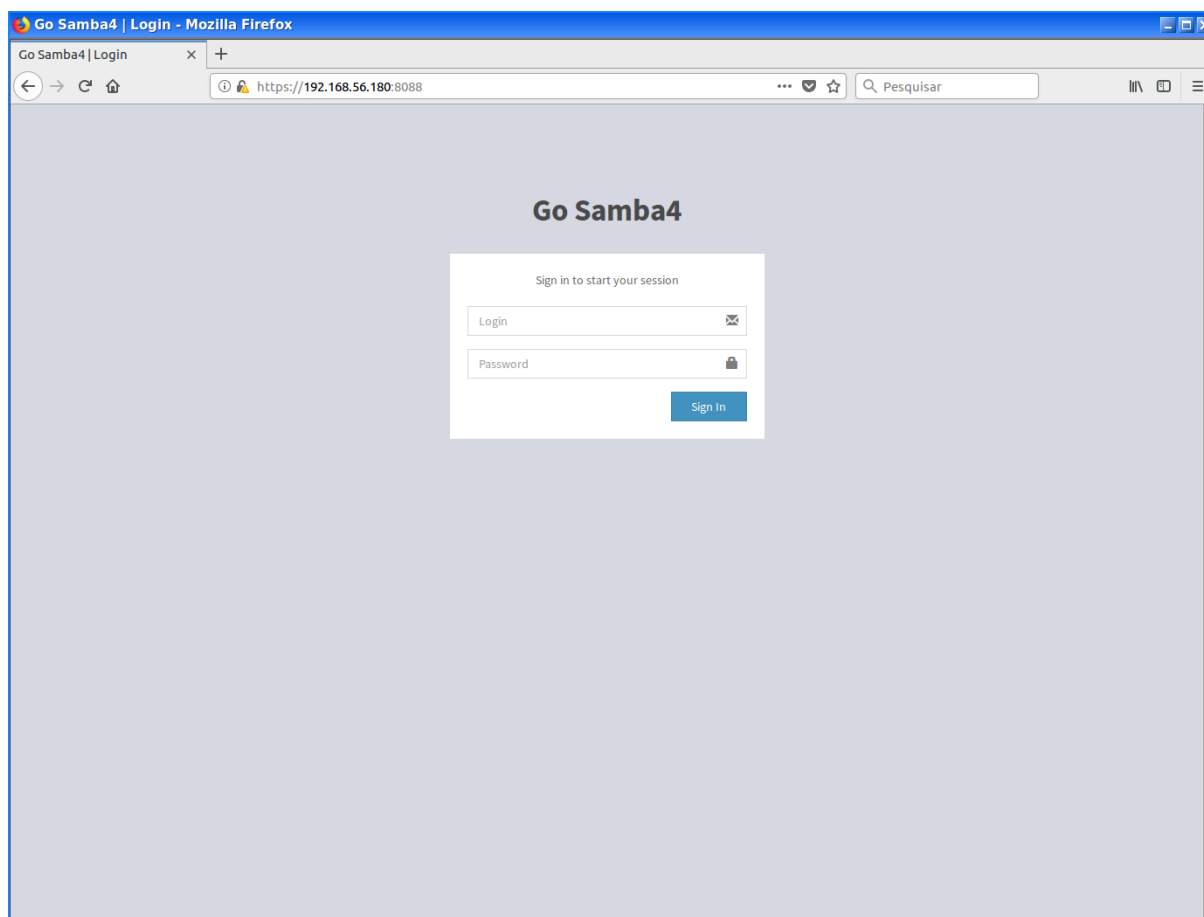 Go Samba4 | Login - Mozilla Firefox
Go Samba4 | Login
https://192.168.56.180:8088
Pesquisar
Go Samba4
Sign in to start your session
Login
Password
Sign In